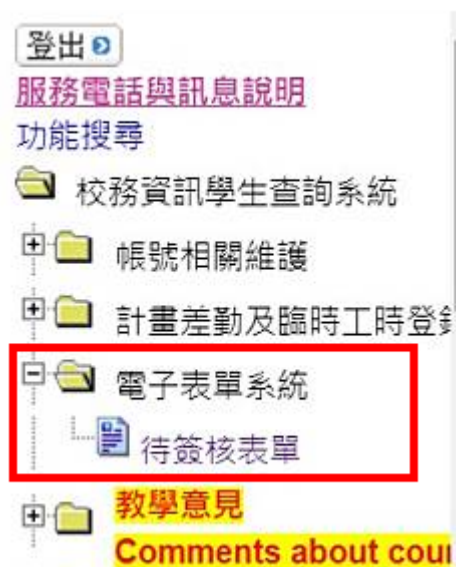 登出
服務電話與訊息說明
功能搜尋
校務資訊學生查詢系統
帳號相關維護
計畫差勤及臨時工時登
電子表單系統
待簽核表單
教學意見
Comments about